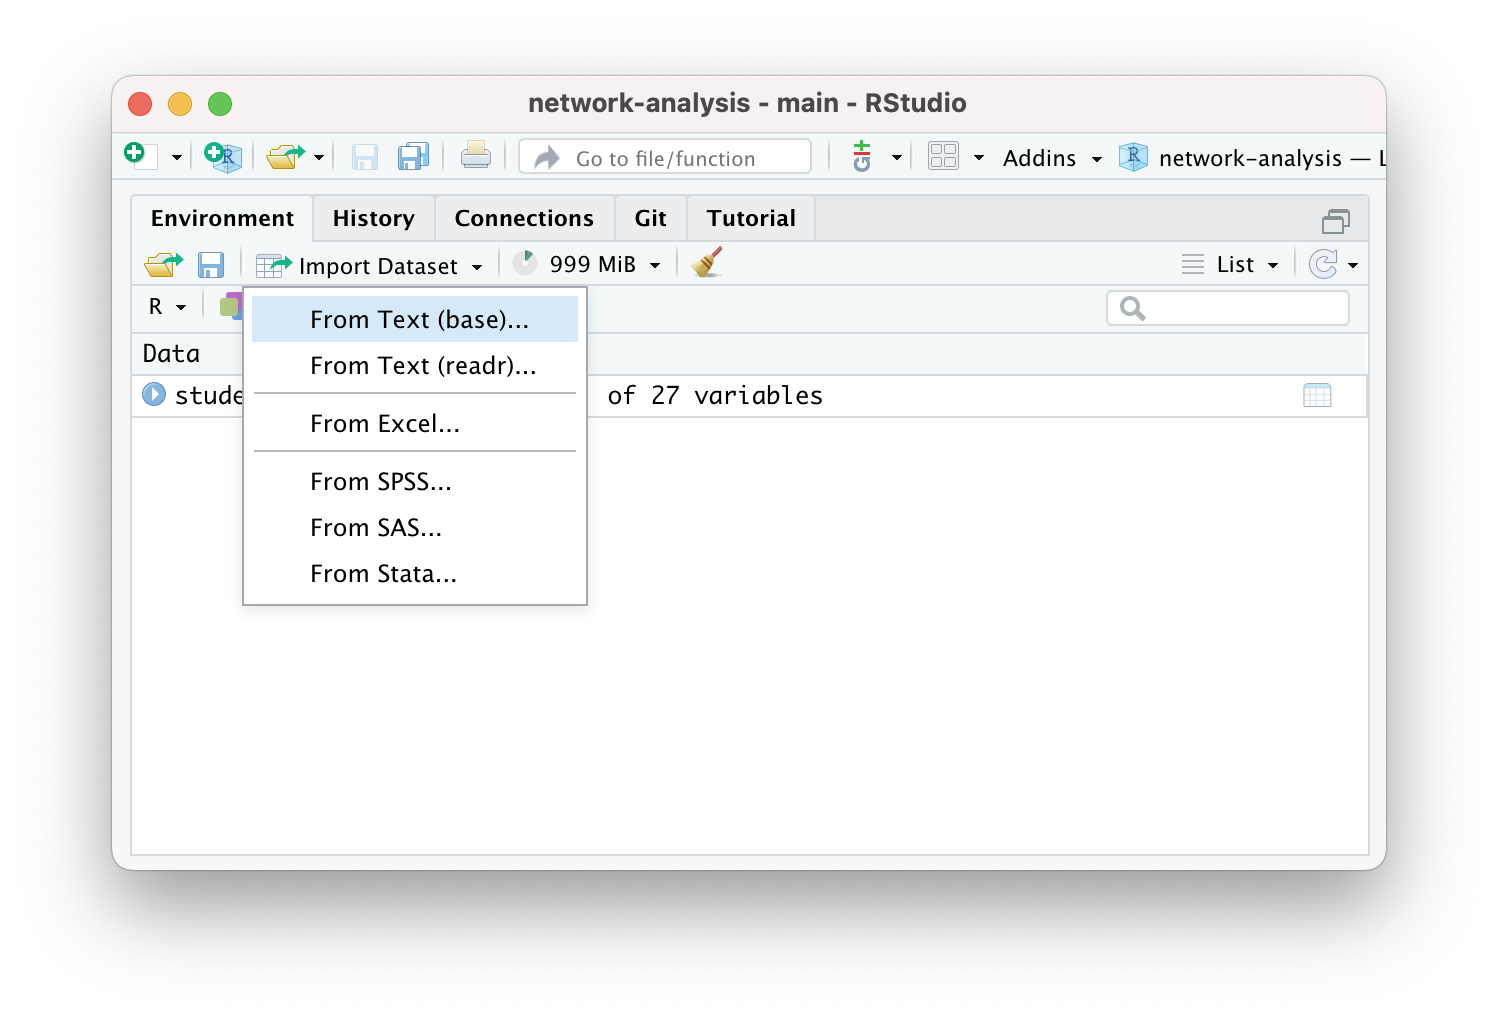 network-analysis - main - RStudio
Go to file/function
Addins
network-analysis —
Environment History Connections Git Tutorial
Import Dataset 999 MiB List
R
From Text (base)...
From Text (readr)...
Data
of 27 variables
From Excel...
From SPSS...
From SAS...
From Stata...